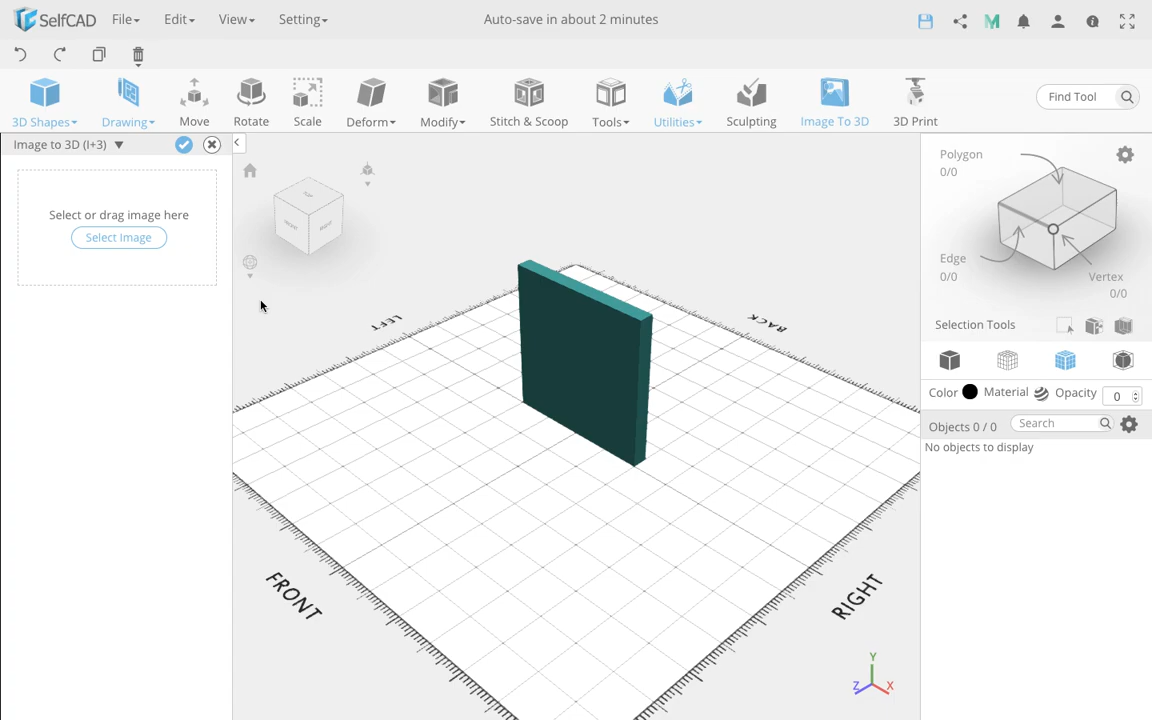 SelfCAD File Edit View Setting Auto-save in about 2 minutes
3D Shapes Drawing Move Rotate Scale Deform Modify Stitch & Scoop Tools Utilities Sculpting Image To 3D 3D Print Find Tool
Image to 3D (I+3)
Select or drag image here
Select Image
TOP
FRONT RIGHT
LEFT BACK
FRONT RIGHT
Y
Z X
Polygon
0/0
Edge
0/0
Vertex
0/0
Selection Tools
Color Material Opacity 0
Objects 0 / 0 Search
No objects to display